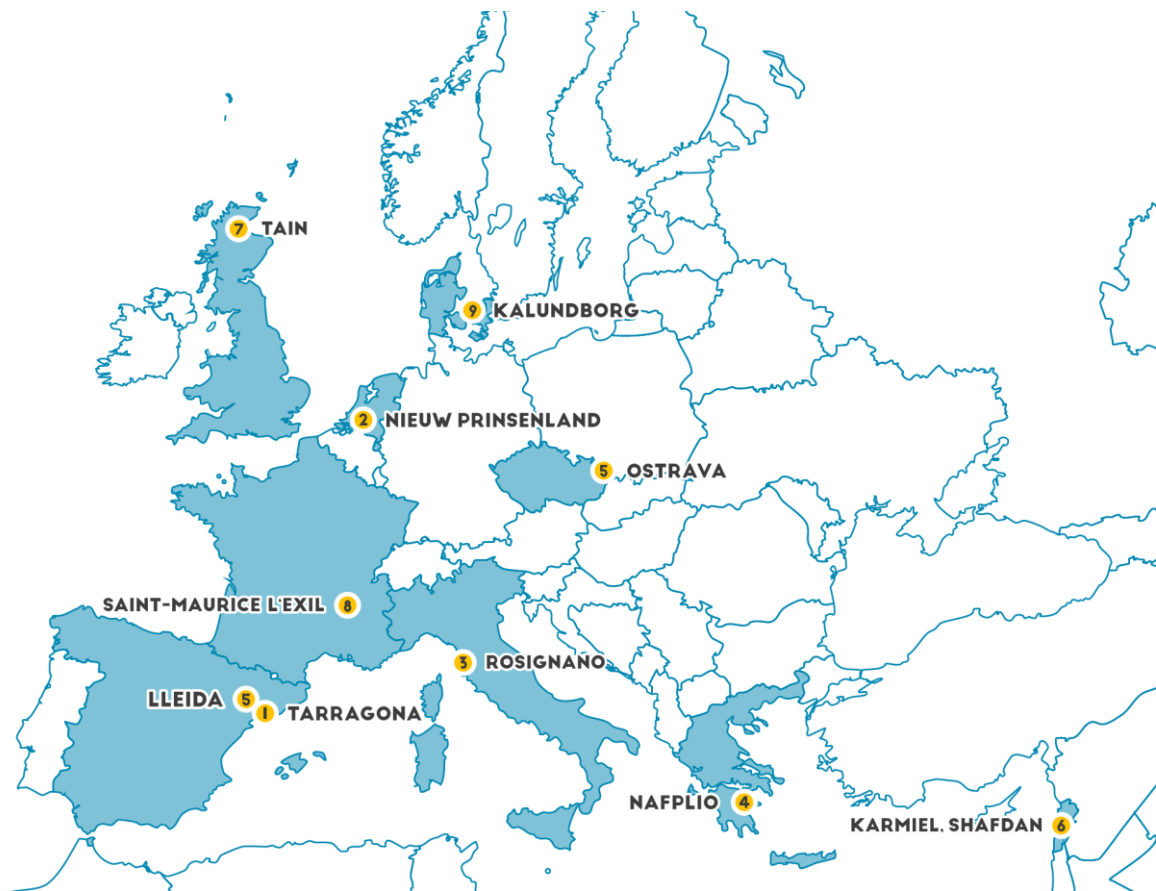 7 TAIN
9 KALUNDBORG
2 NIEUW PRINSENLAND
5 OSTRAVA
SAINT-MAURICE L'EXIL 8
3 ROSIGNANO
LLEIDA 5
1 TARRAGONA
NAFPLIO 4
KARMIEL, SHAFDAN 6